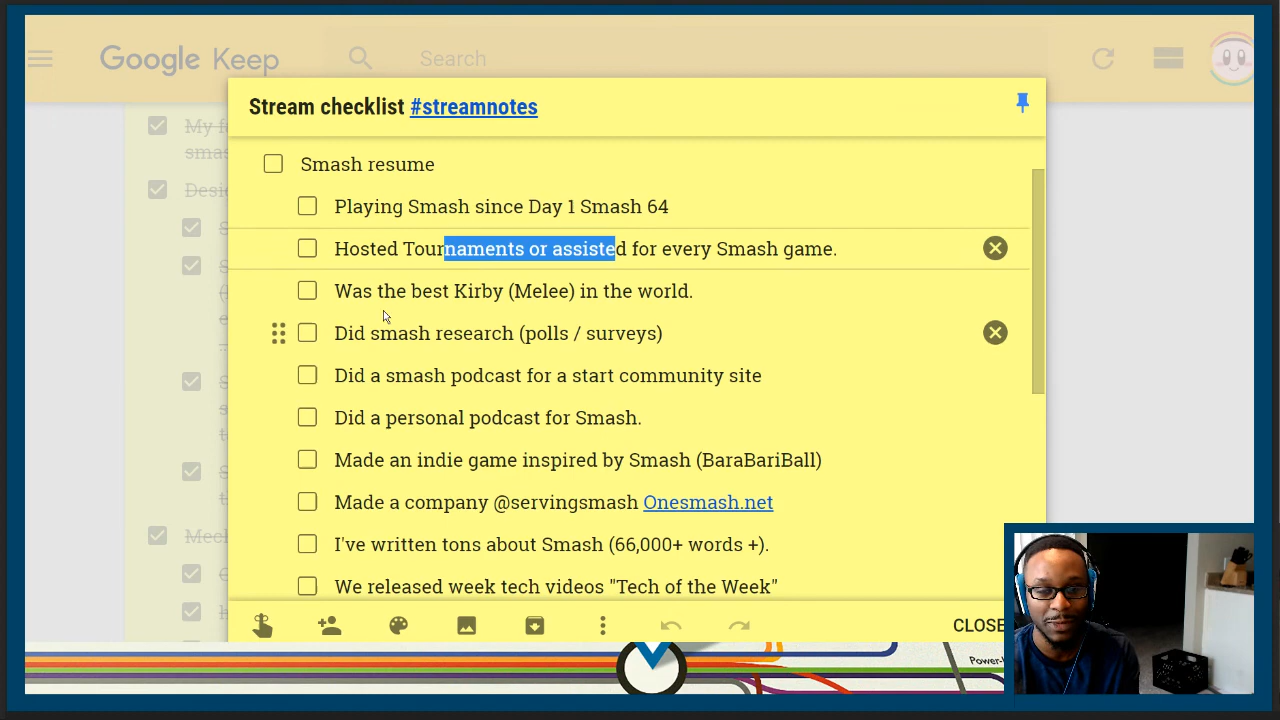 Google Keep
Search
Stream checklist #streamnotes
Smash resume
Playing Smash since Day 1 Smash 64
Hosted Tournaments or assisted for every Smash game.
Was the best Kirby (Melee) in the world.
Did smash research (polls / surveys)
Did a smash podcast for a start community site
Did a personal podcast for Smash.
Made an indie game inspired by Smash (BaraBariBall)
Made a company @servingsmash Onesmash.net
I've written tons about Smash (66,000+ words +).
We released week tech videos "Tech of the Week"
CLOSE